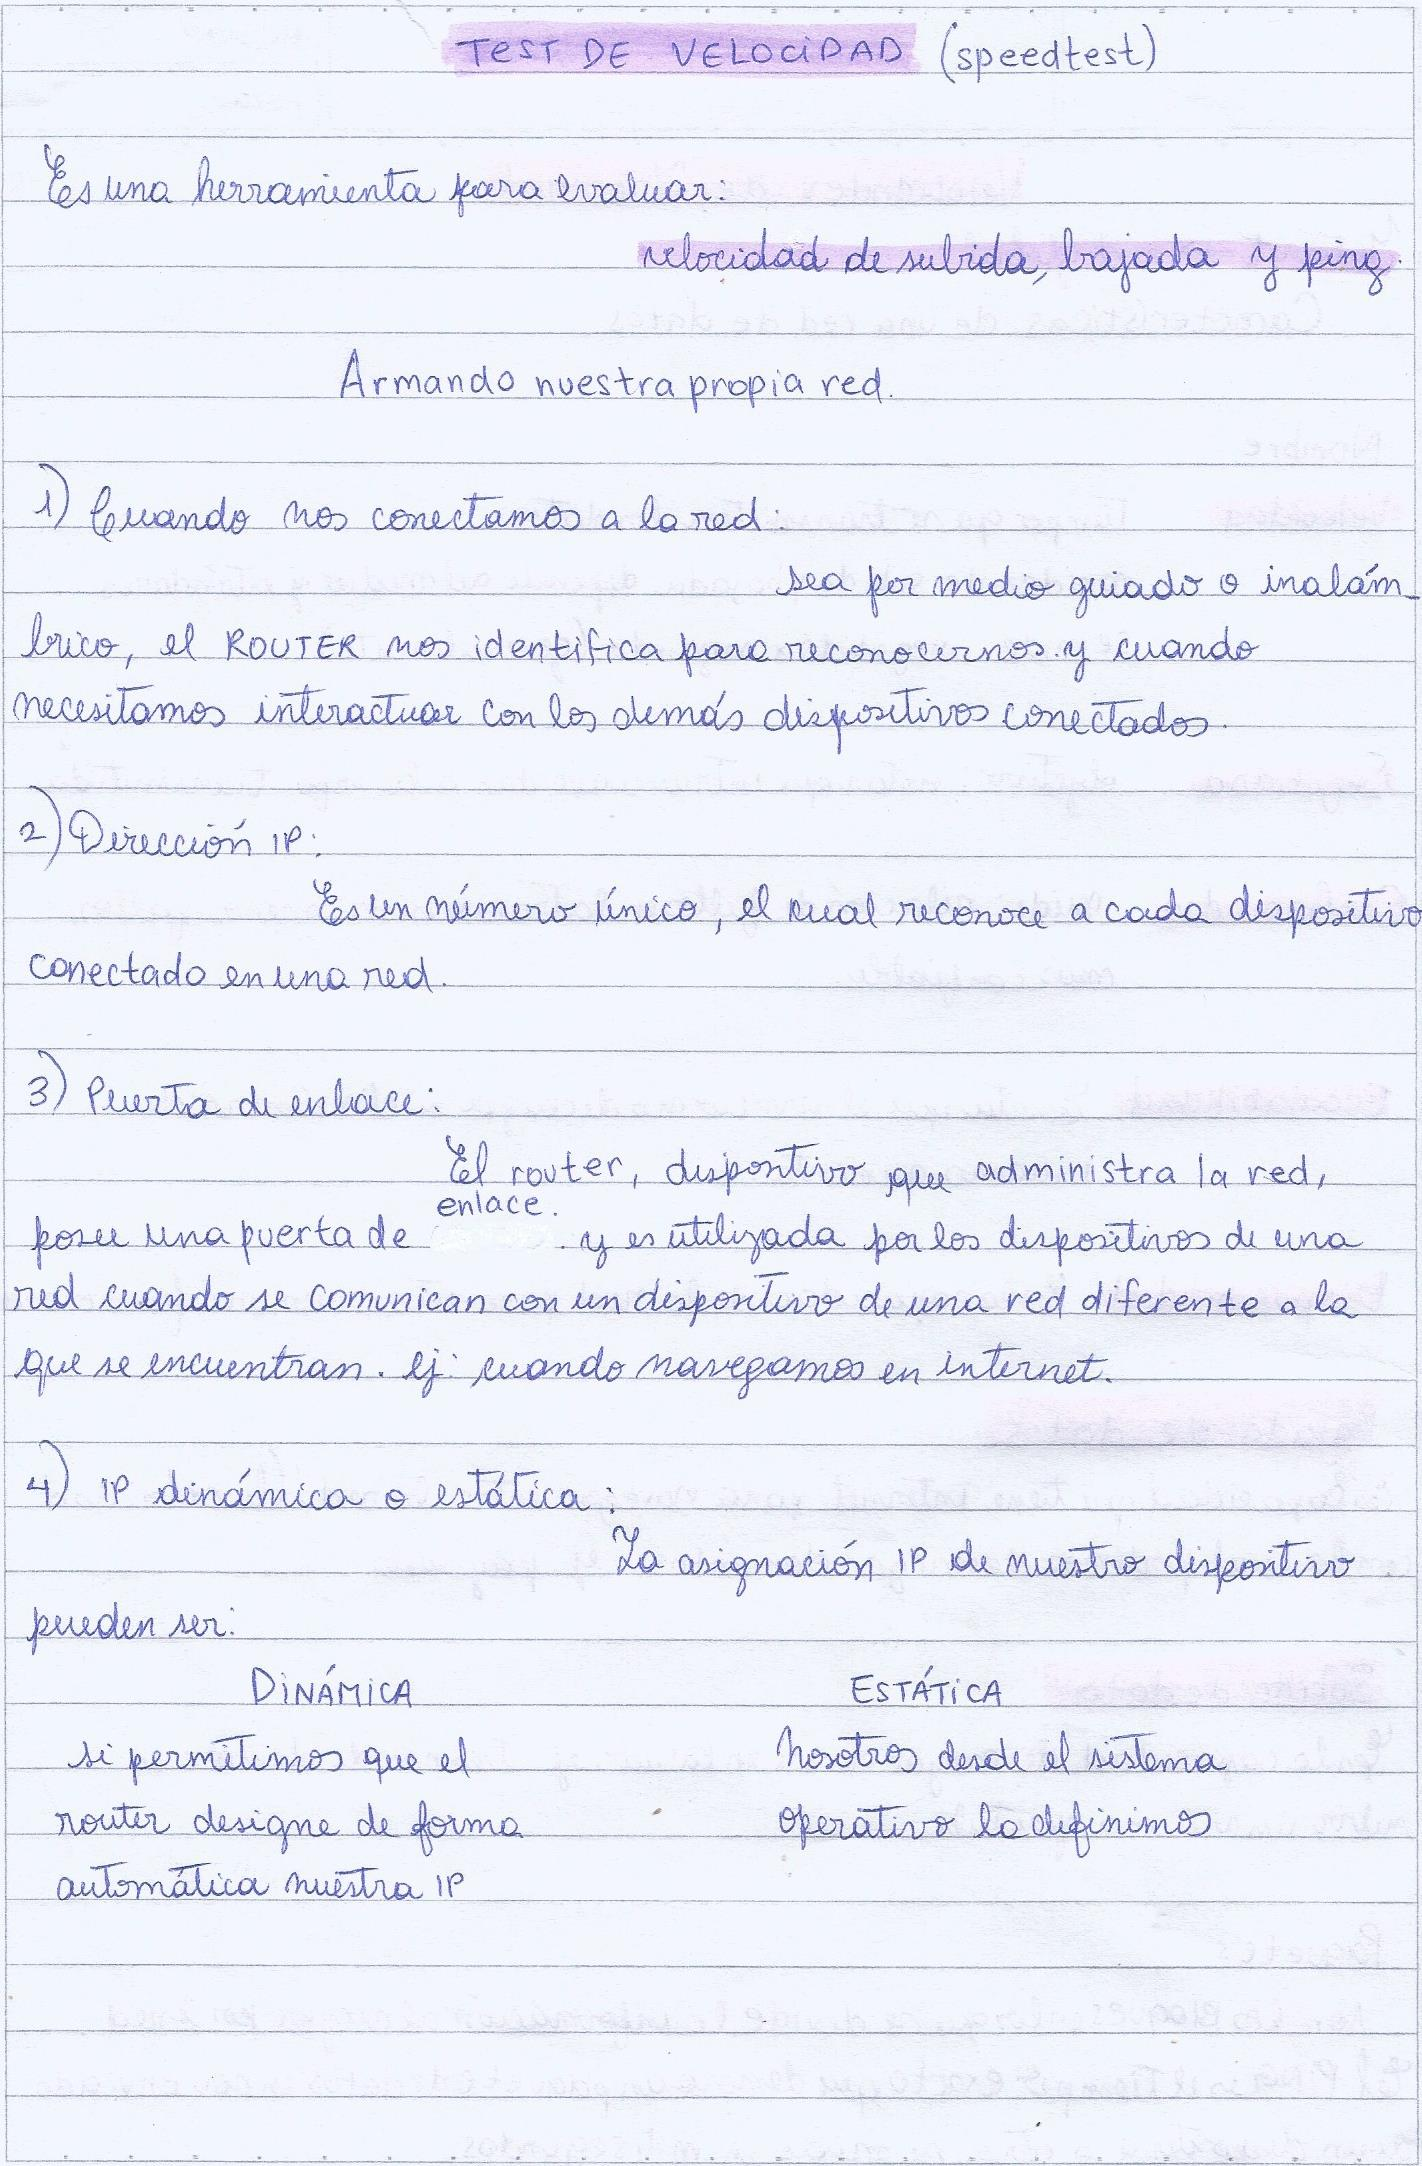 TEST DE VELOCIDAD (speedtest)
Es una herramienta para evaluar:
velocidad de subida, bajada y ping.
Armando nuestra propia red.
1) Cuando nos conectamos a la red:
sea por medio guiado o inalám-
brico, el ROUTER nos identifica para reconocernos y cuando
necesitamos interactuar con los demás dispositivos conectados.
2) Dirección IP:
Es un número único, el cual reconoce a cada dispositivo
conectado en una red.
3) Puerta de enlace:
El router, dispositivo que administra la red,
posee una puerta de enlace. y es utilizada por los dispositivos de una
red cuando se comunican con un dispositivo de una red diferente a la
que se encuentran. ej: cuando navegamos en internet.
4) IP dinámica o estática:
La asignación IP de nuestro dispositivo
pueden ser:
DINÁMICA
si permitimos que el
router designe de forma
automática nuestra IP
ESTÁTICA
Nosotros desde el sistema
operativo la definimos